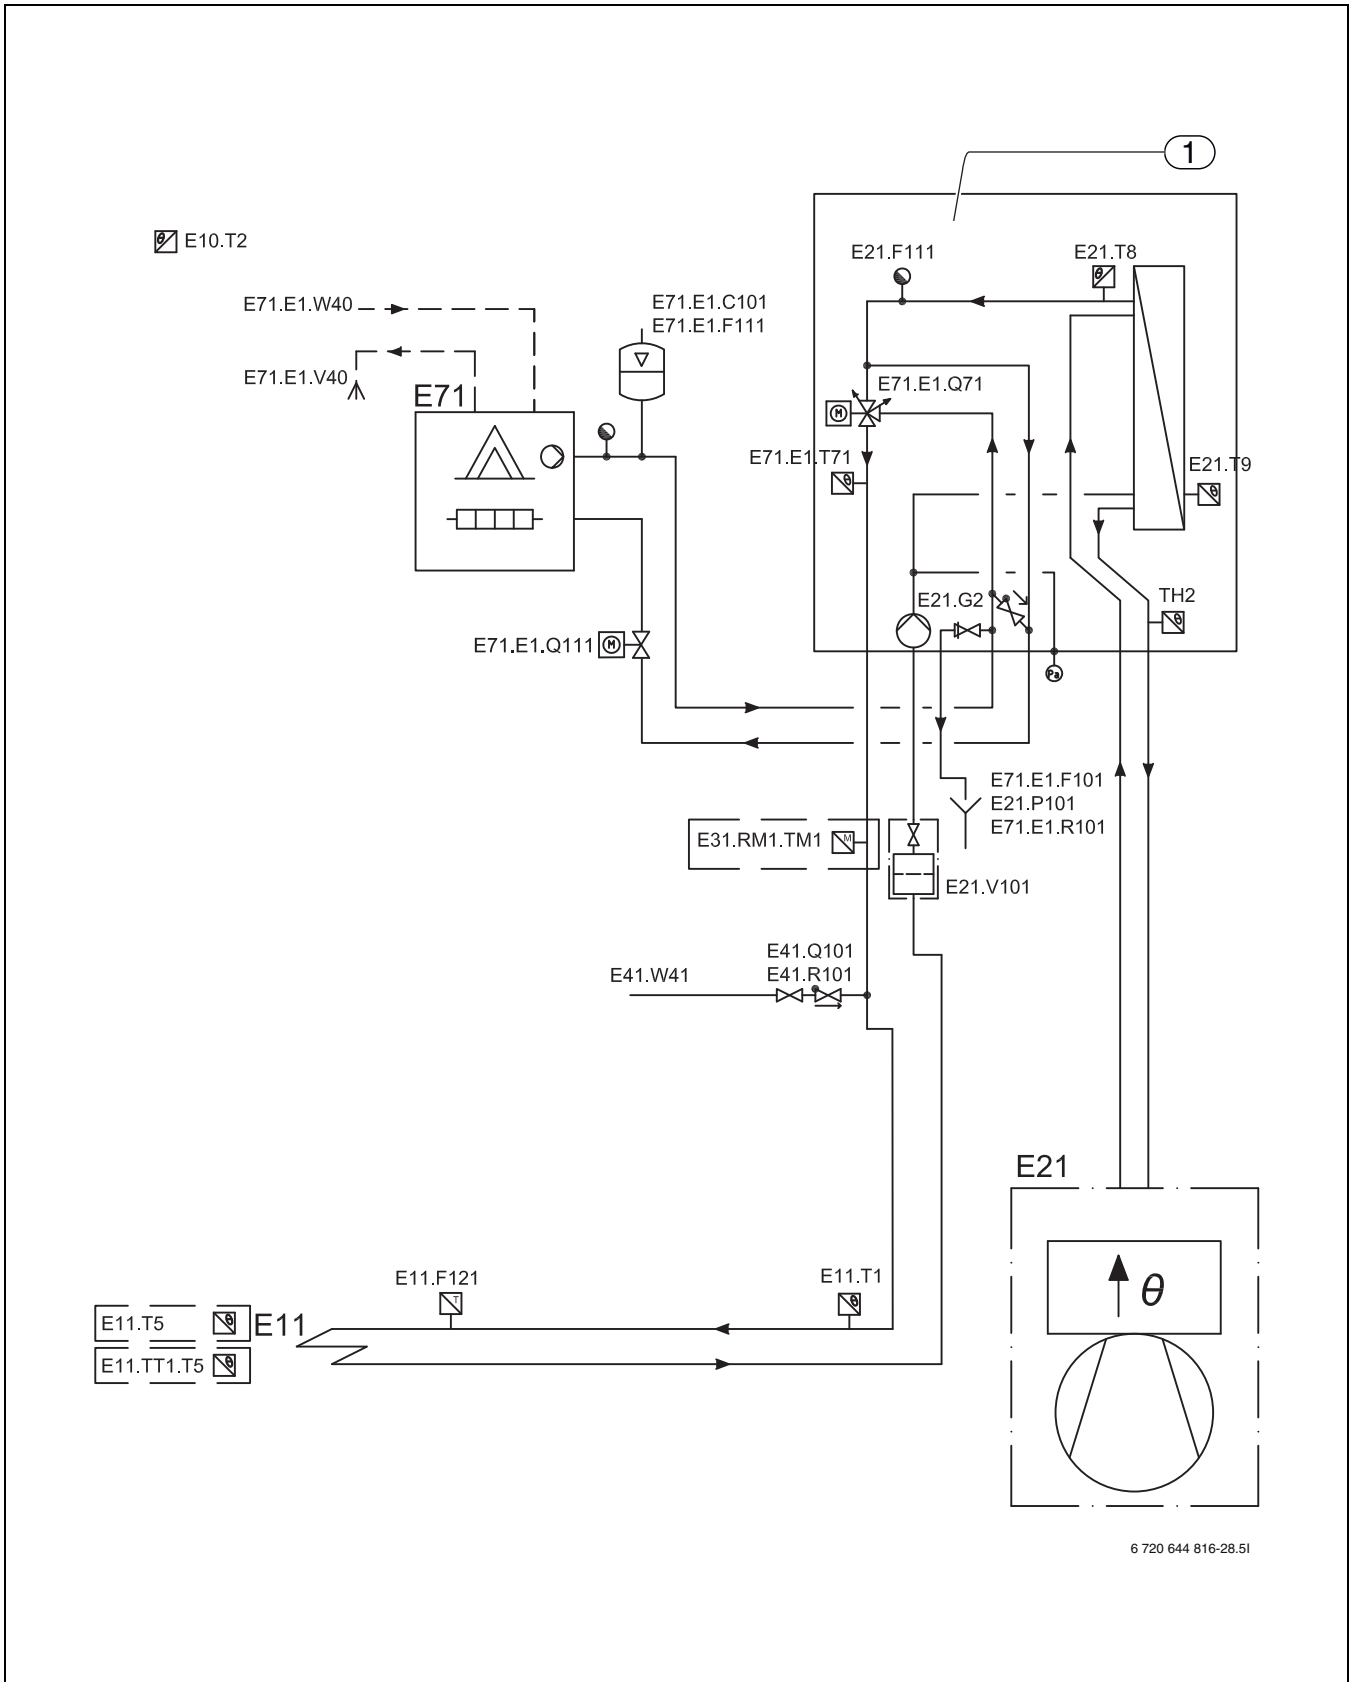 1
E10.T2
E21.F111
E21.T8
E71.E1.W40
E71.E1.C101
E71.E1.F111
E71.E1.V40
E71
E71.E1.Q71
M
E71.E1.T71
θ
E21.T9
E21.G2
TH2
E71.E1.Q111
M
Pa
E71.E1.F101
E21.P101
E71.E1.R101
E31.RM1.TM1
M
E21.V101
E41.Q101
E41.R101
E41.W41
E21
θ
E11.F121
T
E11.T1
θ
E11.T5
θ
E11
E11.TT1.T5
θ
6 720 644 816-28.5I